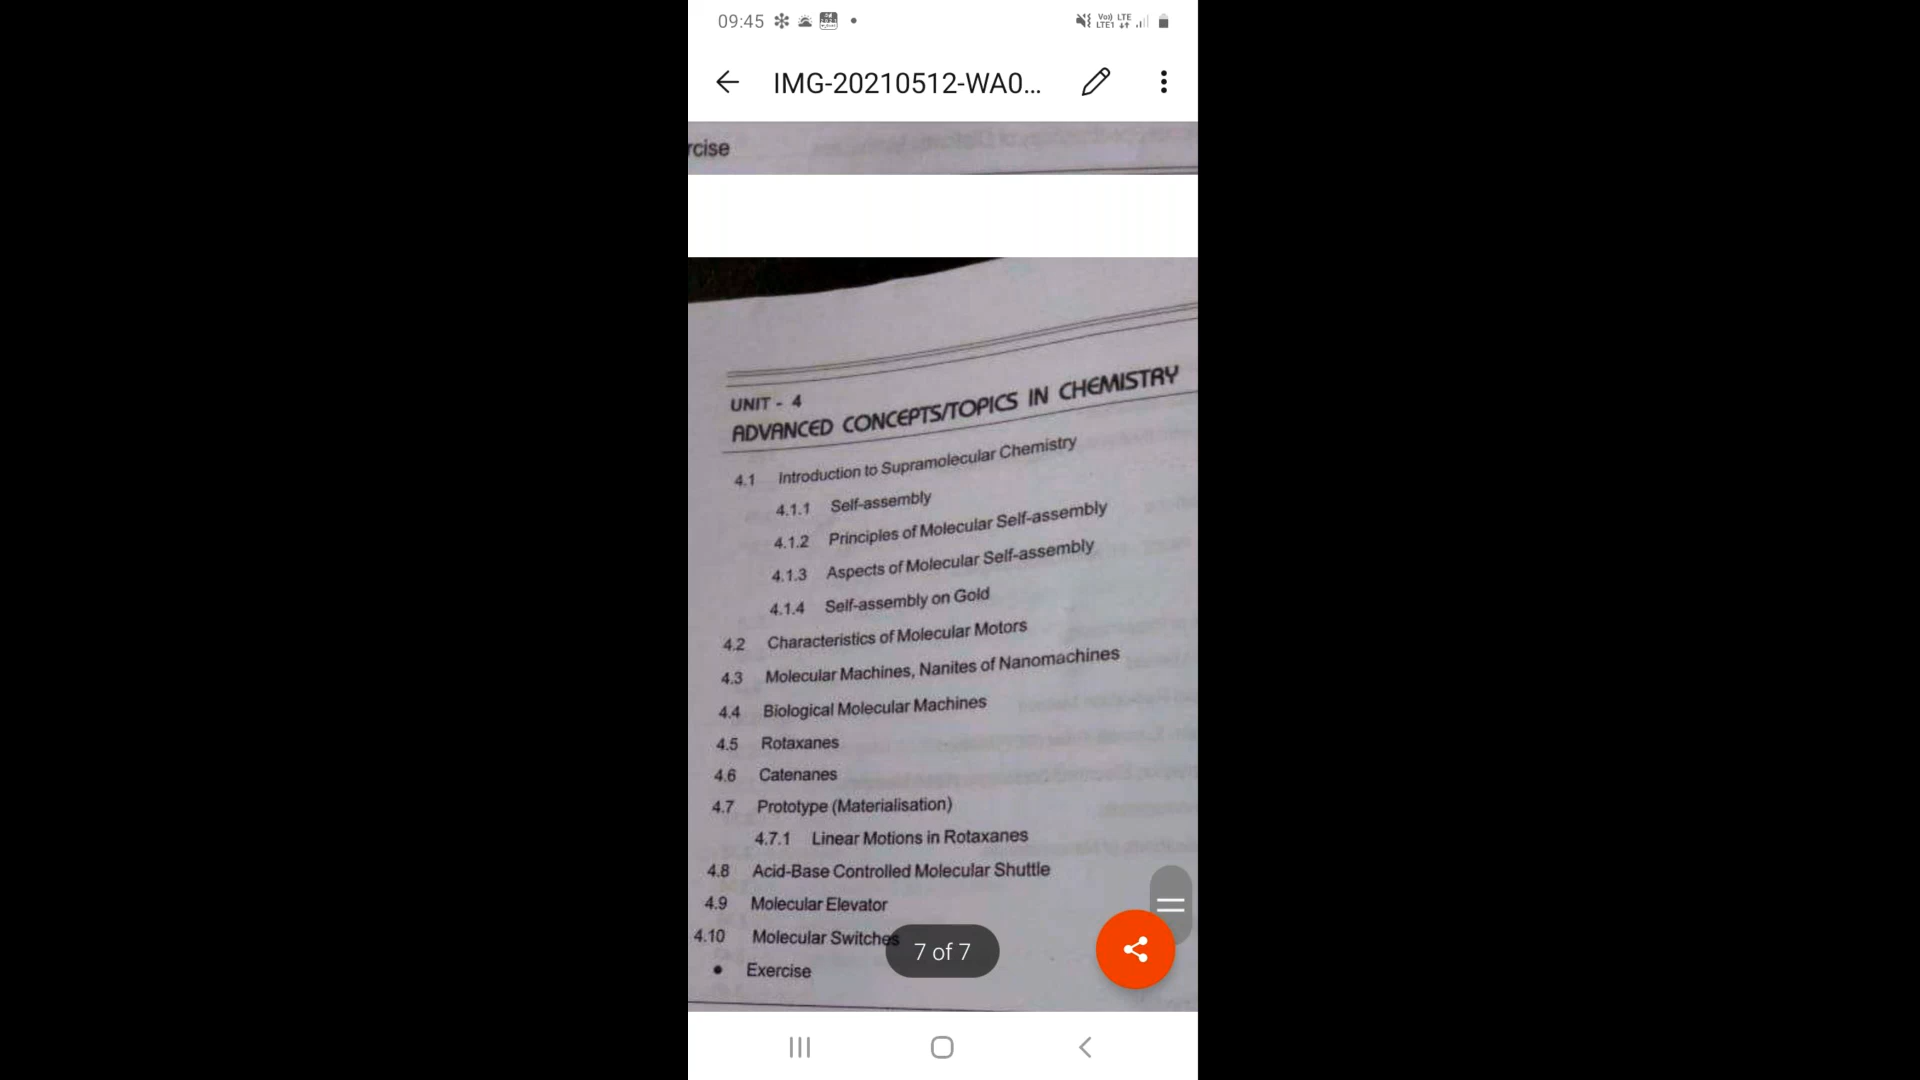 09:45
Vo) LTE
LTE1
IMG-20210512-WA0...
rcise
UNIT - 4
ADVANCED CONCEPTS/TOPICS IN CHEMISTRY
4.1 Introduction to Supramolecular Chemistry
4.1.1 Self-assembly
4.1.2 Principles of Molecular Self-assembly
4.1.3 Aspects of Molecular Self-assembly
4.1.4 Self-assembly on Gold
4.2 Characteristics of Molecular Motors
4.3 Molecular Machines, Nanites of Nanomachines
4.4 Biological Molecular Machines
4.5 Rotaxanes
4.6 Catenanes
4.7 Prototype (Materialisation)
4.7.1 Linear Motions in Rotaxanes
4.8 Acid-Base Controlled Molecular Shuttle
4.9 Molecular Elevator
4.10 Molecular Switches
7 of 7
• Exercise